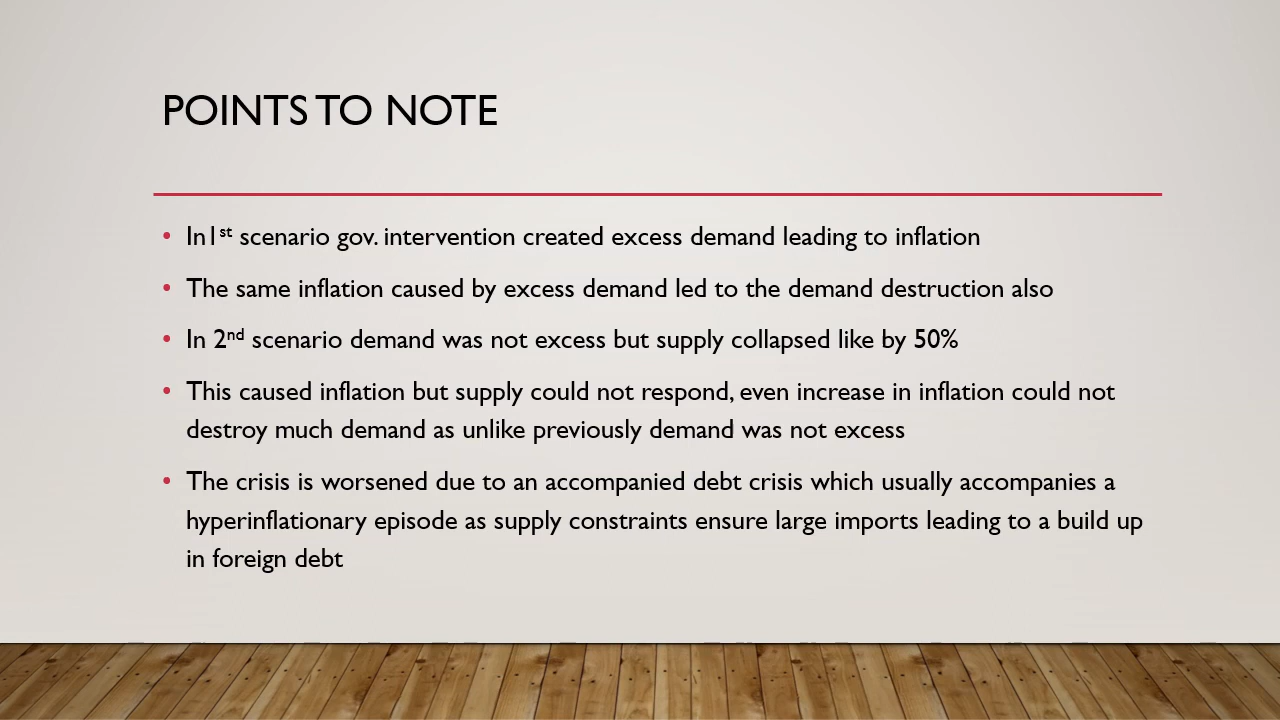 POINTS TO NOTE
• In1st scenario gov. intervention created excess demand leading to inflation
• The same inflation caused by excess demand led to the demand destruction also
• In 2nd scenario demand was not excess but supply collapsed like by 50%
• This caused inflation but supply could not respond, even increase in inflation could not
destroy much demand as unlike previously demand was not excess
• The crisis is worsened due to an accompanied debt crisis which usually accompanies a
hyperinflationary episode as supply constraints ensure large imports leading to a build up
in foreign debt